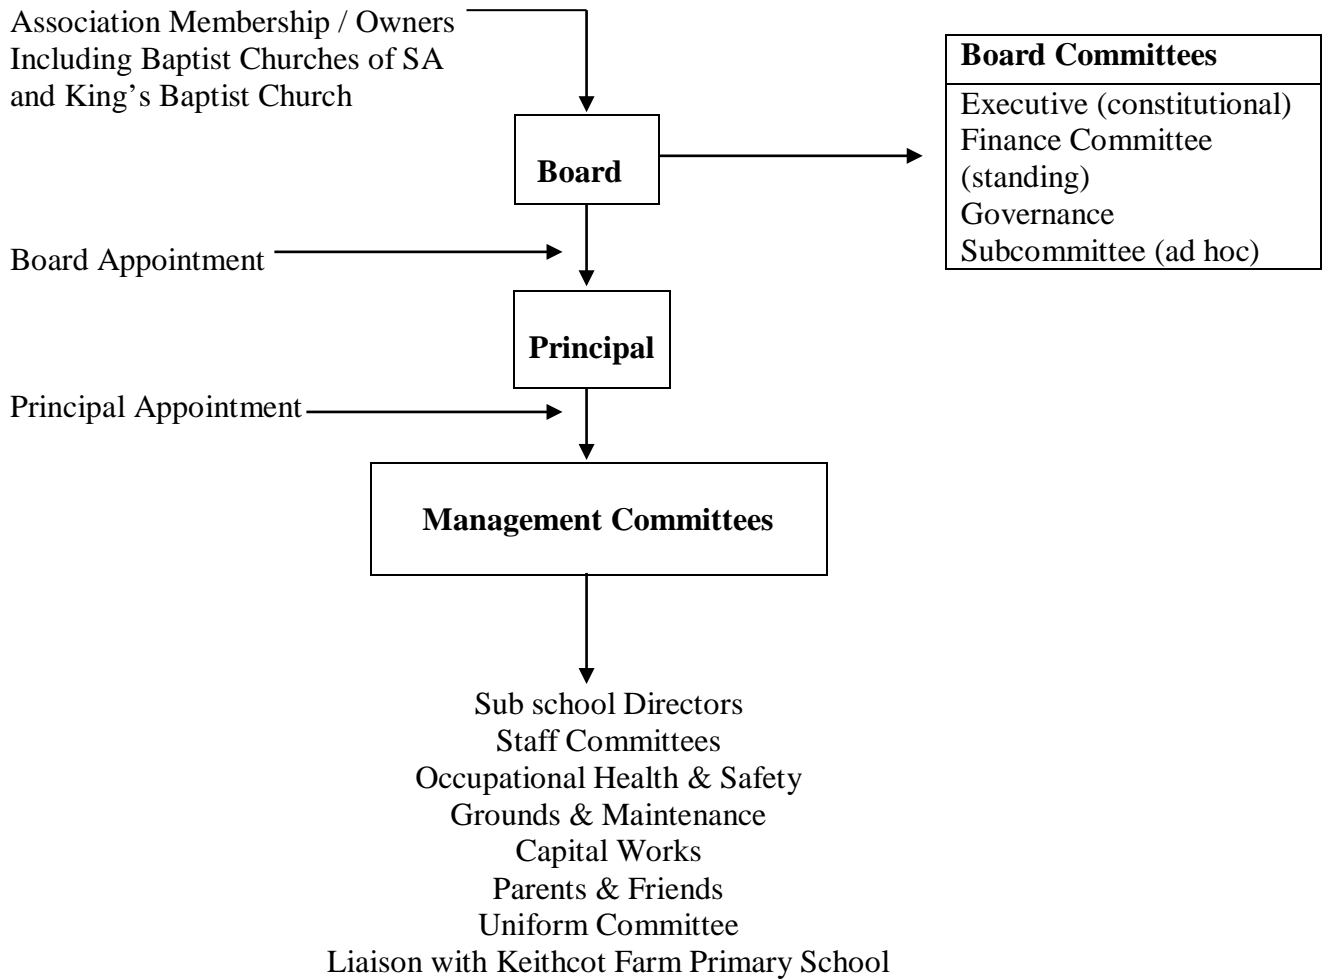 Association Membership / Owners
Including Baptist Churches of SA
and King’s Baptist Church
Board Committees
Executive (constitutional)
Finance Committee
(standing)
Governance
Subcommittee (ad hoc)
Board
Board Appointment
Principal
Principal Appointment
Management Committees
Sub school Directors
Staff Committees
Occupational Health & Safety
Grounds & Maintenance
Capital Works
Parents & Friends
Uniform Committee
Liaison with Keithcot Farm Primary School